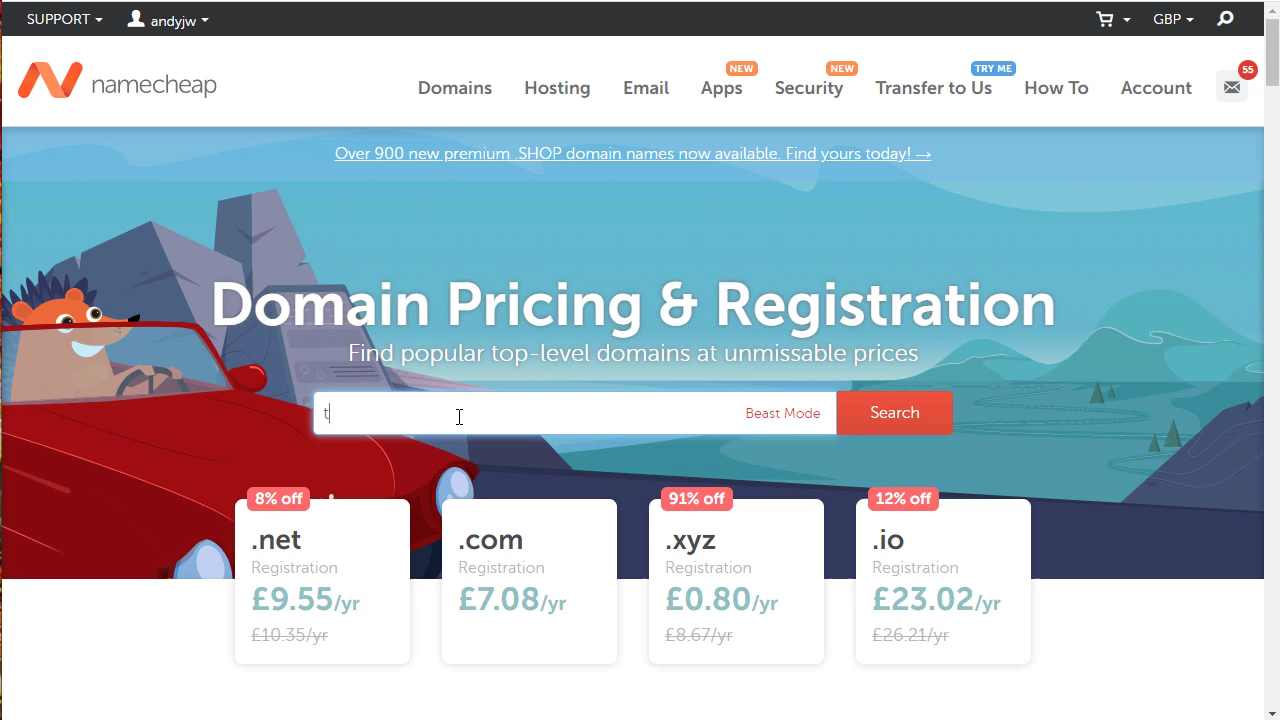 SUPPORT
andyjw
GBP
namecheap
Domains
Hosting
Email
Apps
NEW
Security
NEW
Transfer to Us
TRY ME
How To
Account
55
Over 900 new premium .SHOP domain names now available. Find yours today! →
Domain Pricing & Registration
Find popular top-level domains at unmissable prices
t
Beast Mode
Search
8% off
.net
Registration
£9.55/yr
£10.35/yr
.com
Registration
£7.08/yr
91% off
.xyz
Registration
£0.80/yr
£8.67/yr
12% off
.io
Registration
£23.02/yr
£26.21/yr